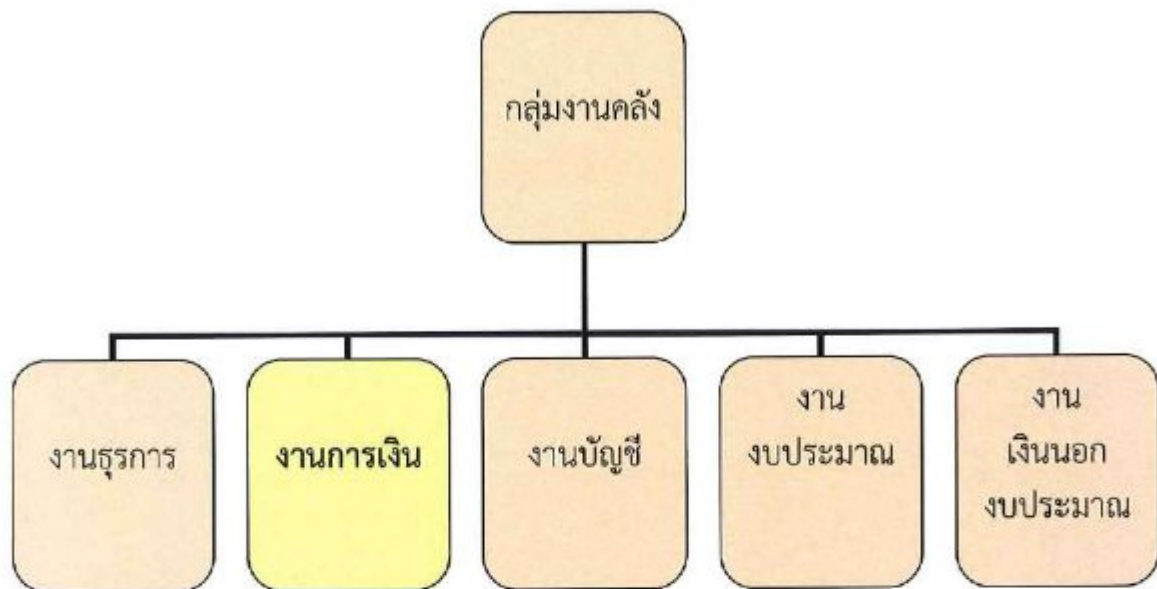 กลุ่มงานคลัง
งานธุรการ
งานการเงิน
งานบัญชี
งาน
งบประมาณ
งาน
เงินนอก
งบประมาณ